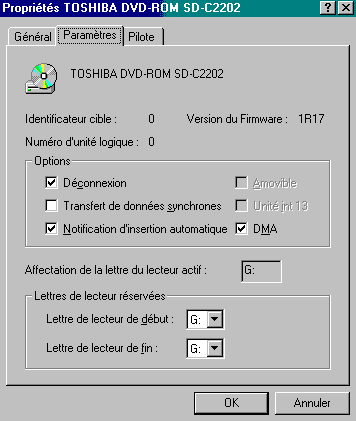 Propriétés TOSHIBA DVD-ROM SD-C2202
Général Paramètres Pilote
TOSHIBA DVD-ROM SD-C2202
Identificateur cible : 0 Version du Firmware : 1R17
Numéro d'unité logique : 0
Options
Déconnexion Amovible
Transfert de données synchrones Unité int 13
Notification d'insertion automatique DMA
Affectation de la lettre du lecteur actif : G:
Lettres de lecteur réservées
Lettre de lecteur de début : G:
Lettre de lecteur de fin : G:
OK Annuler